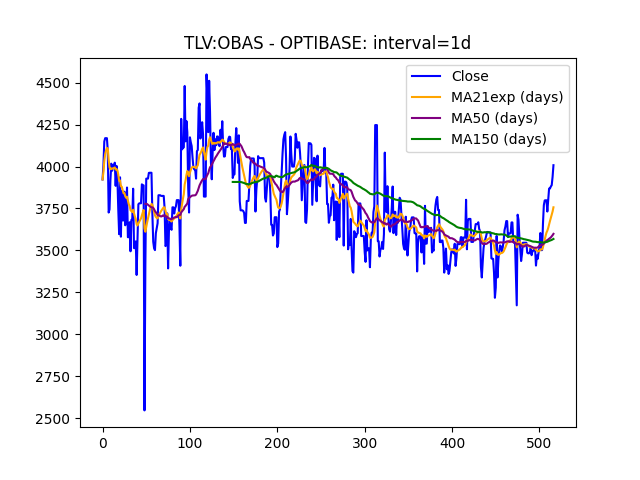 TLV:OBAS - OPTIBASE: interval=1d
Close
MA21exp (days)
MA50 (days)
MA150 (days)
4500
4250
4000
3750
3500
3250
3000
2750
2500
0 100 200 300 400 500